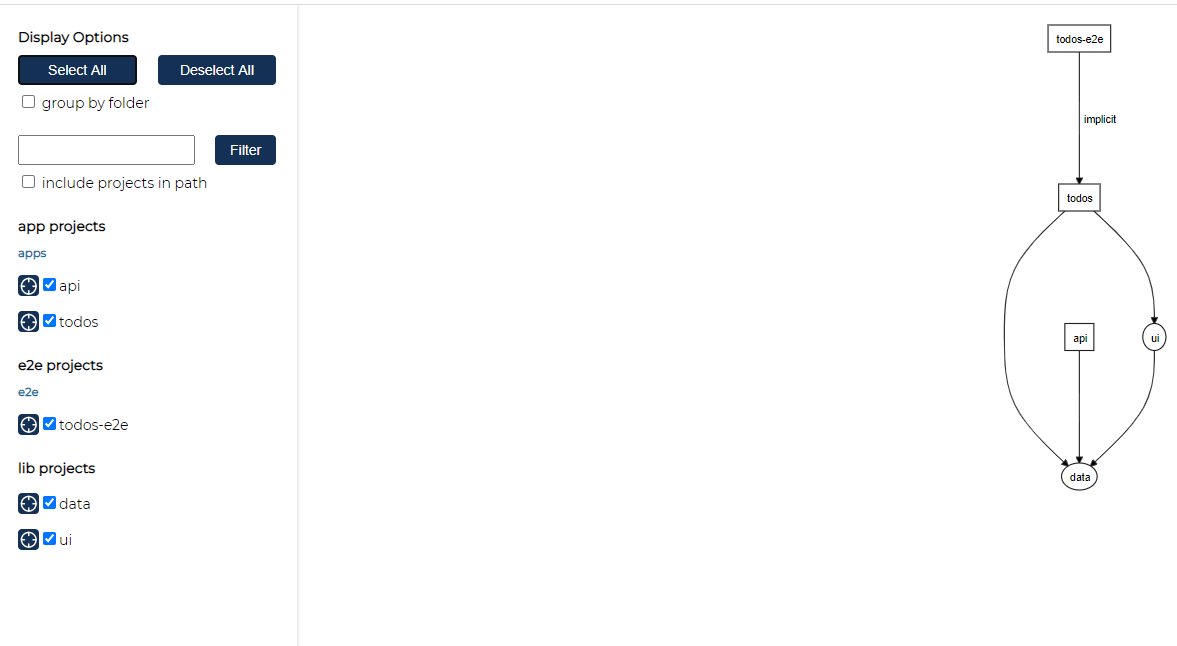 Display Options
Select All
Deselect All
group by folder
Filter
include projects in path
app projects
apps
api
todos
e2e projects
e2e
todos-e2e
lib projects
data
ui
todos-e2e
implicit
todos
api
ui
data